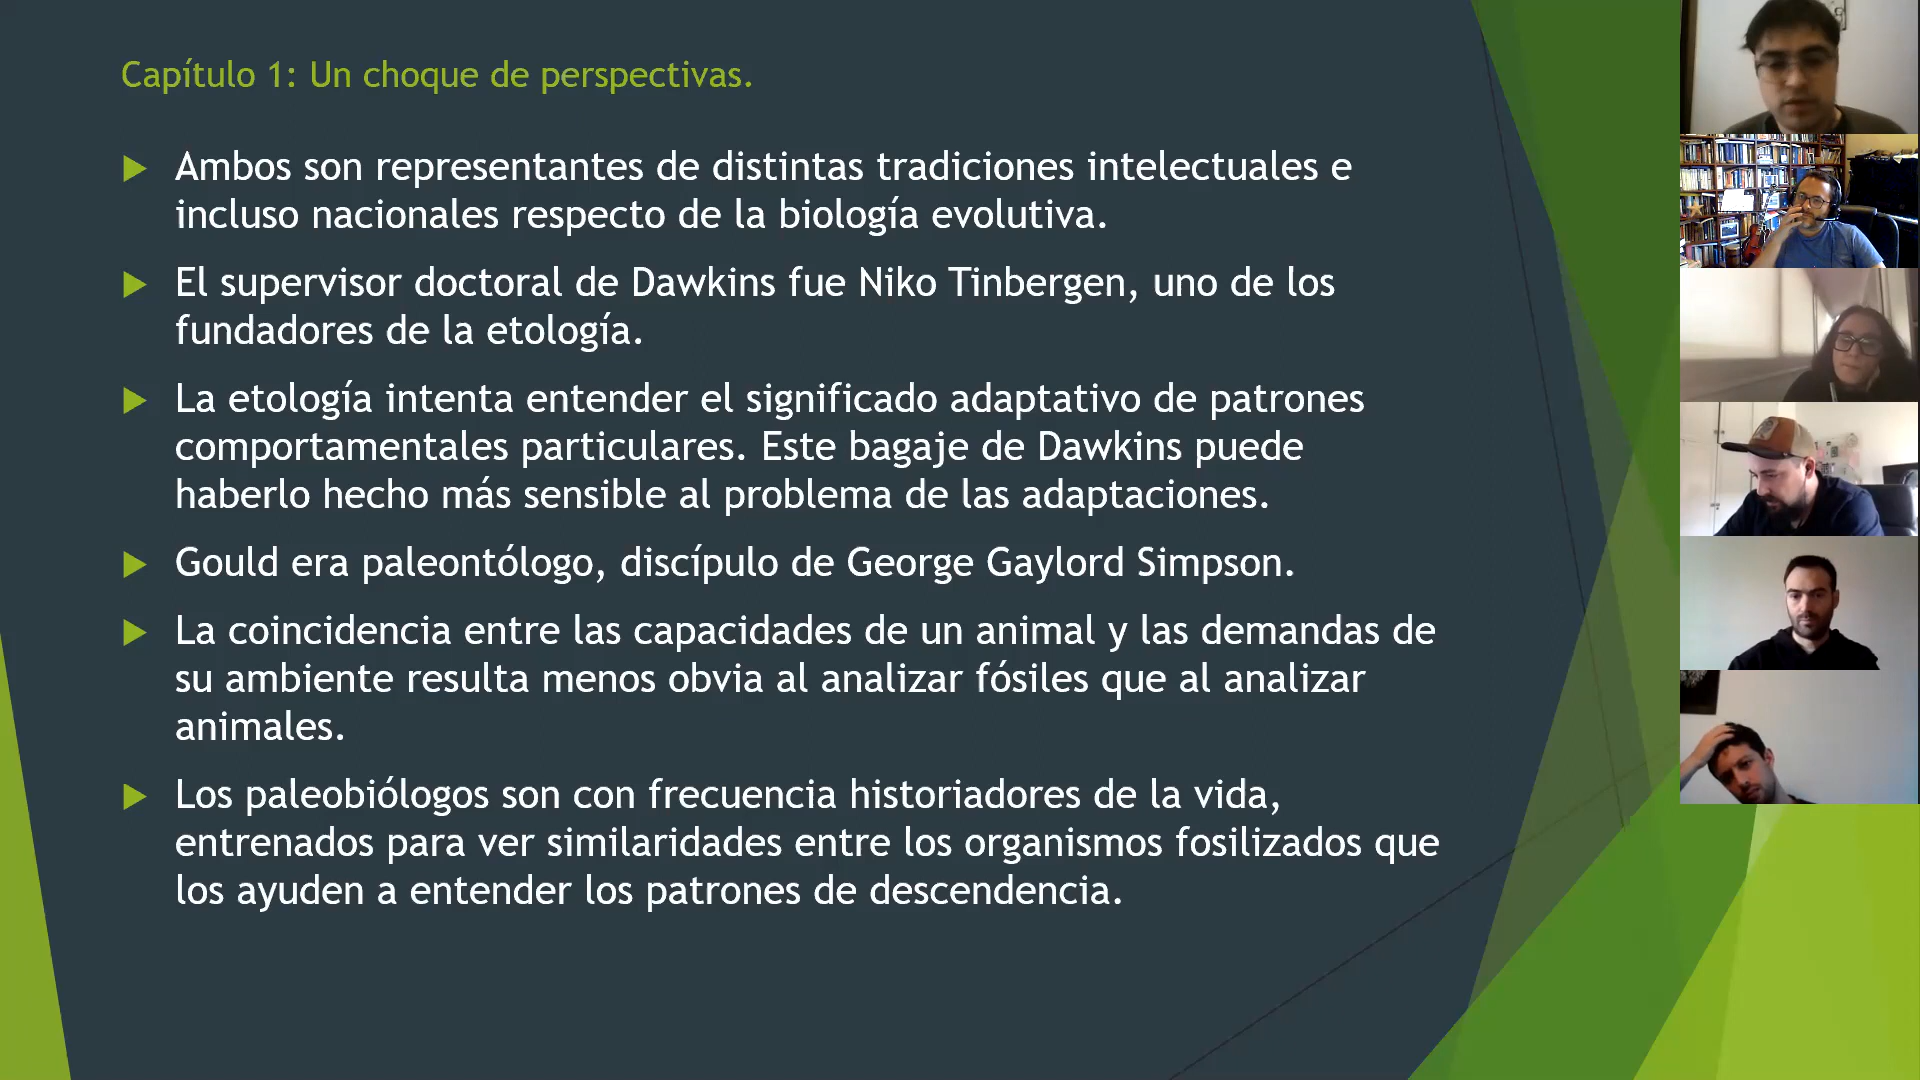 Capítulo 1: Un choque de perspectivas.
Ambos son representantes de distintas tradiciones intelectuales e
incluso nacionales respecto de la biología evolutiva.
El supervisor doctoral de Dawkins fue Niko Tinbergen, uno de los
fundadores de la etología.
La etología intenta entender el significado adaptativo de patrones
comportamentales particulares. Este bagaje de Dawkins puede
haberlo hecho más sensible al problema de las adaptaciones.
Gould era paleontólogo, discípulo de George Gaylord Simpson.
La coincidencia entre las capacidades de un animal y las demandas de
su ambiente resulta menos obvia al analizar fósiles que al analizar
animales.
Los paleobiólogos son con frecuencia historiadores de la vida,
entrenados para ver similaridades entre los organismos fosilizados que
los ayuden a entender los patrones de descendencia.